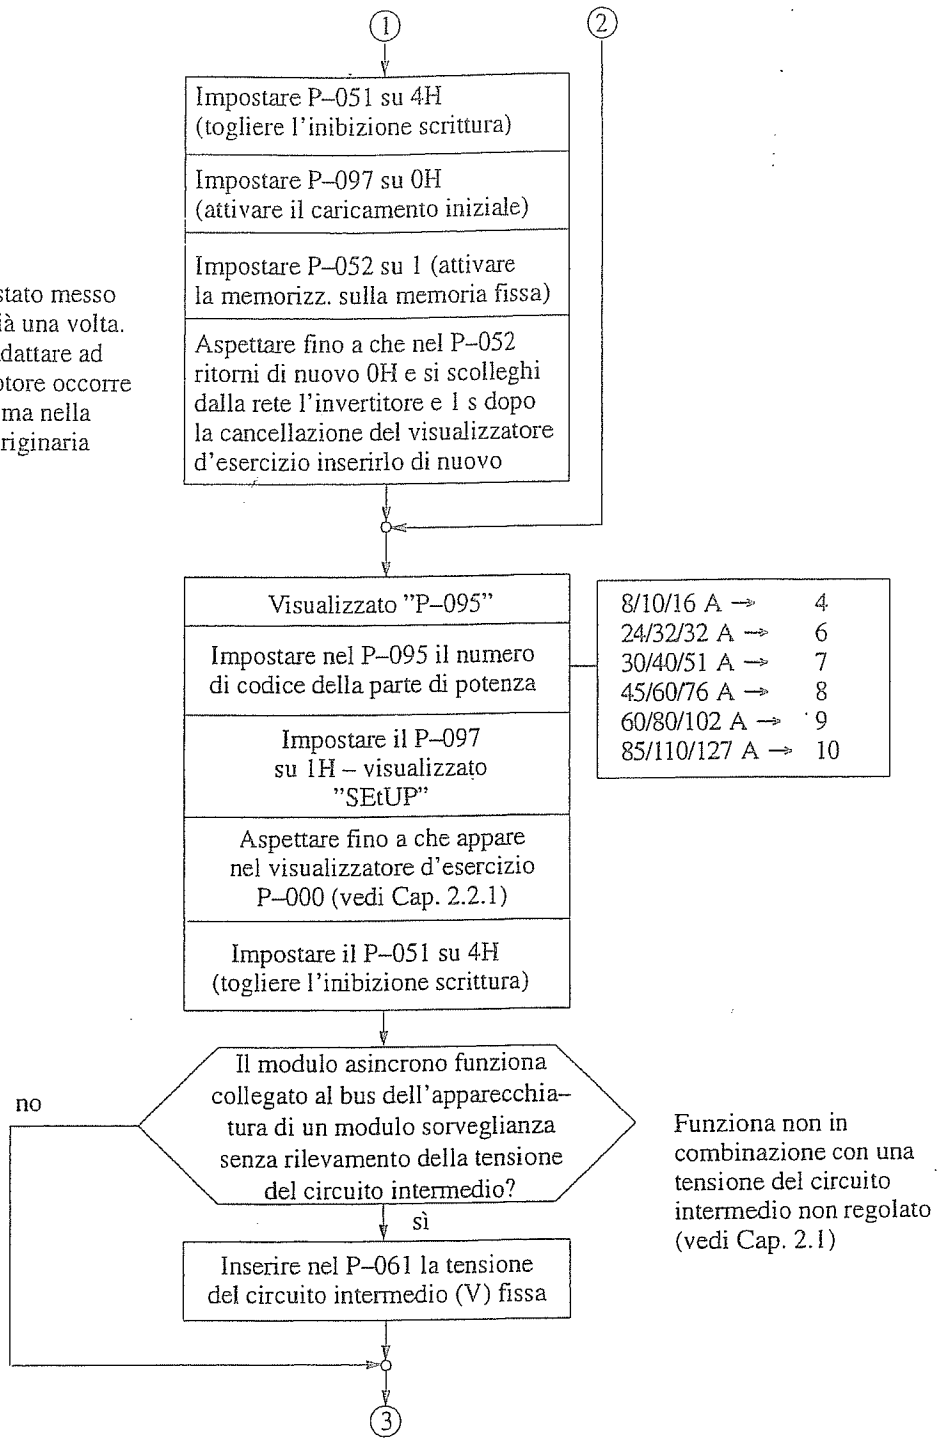 1
2
Impostare P–051 su 4H
(togliere l'inibizione scrittura)
Impostare P–097 su 0H
(attivare il caricamento iniziale)
Impostare P–052 su 1 (attivare
la memorizz. sulla memoria fissa)
stato messo
ià una volta.
dattare ad
otore occorre
ma nella
riginaria
Aspettare fino a che nel P–052
ritorni di nuovo 0H e si scolleghi
dalla rete l'invertitore e 1 s dopo
la cancellazione del visualizzatore
d'esercizio inserirlo di nuovo
Visualizzato "P–095"
Impostare nel P–095 il numero
di codice della parte di potenza
8/10/16 A → 4
24/32/32 A → 6
30/40/51 A → 7
45/60/76 A → 8
60/80/102 A → 9
85/110/127 A → 10
Impostare il P–097
su 1H – visualizzato
"SEtUP"
Aspettare fino a che appare
nel visualizzatore d'esercizio
P–000 (vedi Cap. 2.2.1)
Impostare il P–051 su 4H
(togliere l'inibizione scrittura)
Il modulo asincrono funziona
collegato al bus dell'apparecchia–
tura di un modulo sorveglianza
senza rilevamento della tensione
del circuito intermedio?
no
Funziona non in
combinazione con una
tensione del circuito
intermedio non regolato
(vedi Cap. 2.1)
sì
Inserire nel P–061 la tensione
del circuito intermedio (V) fissa
3